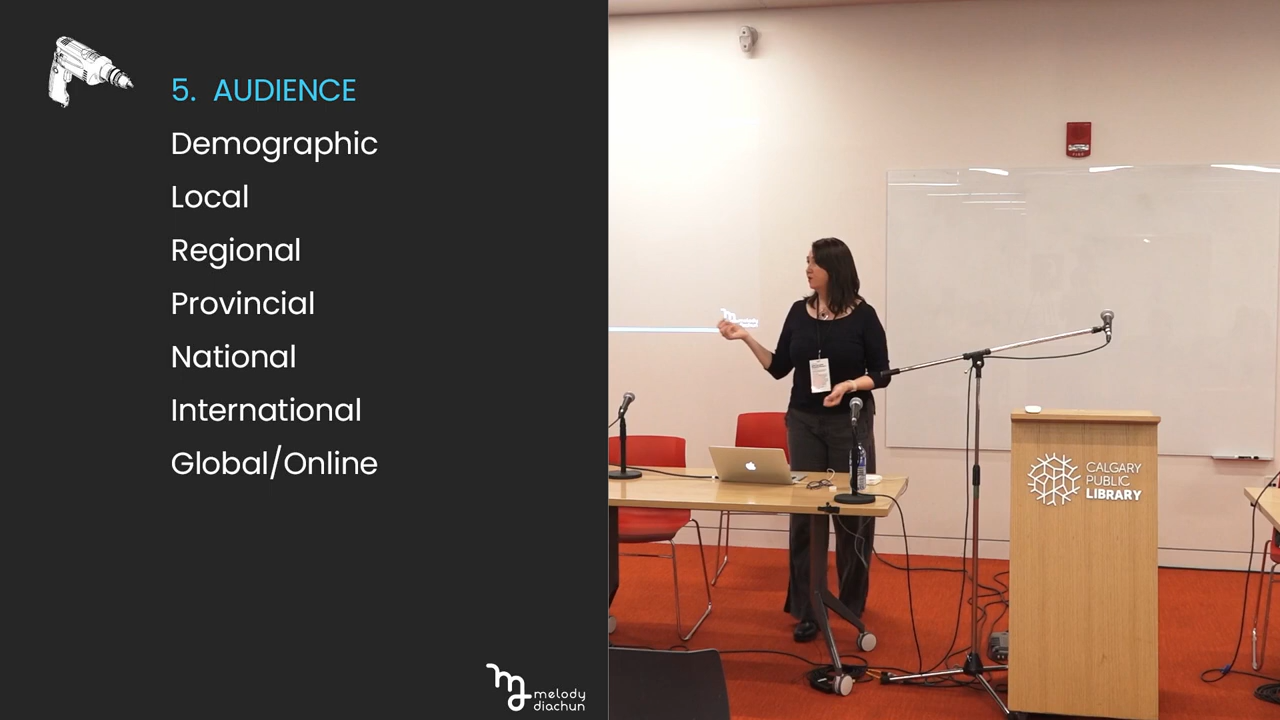 5. AUDIENCE
Demographic
Local
Regional
Provincial
National
International
Global/Online
melody
diachun
CALGARY
PUBLIC
LIBRARY